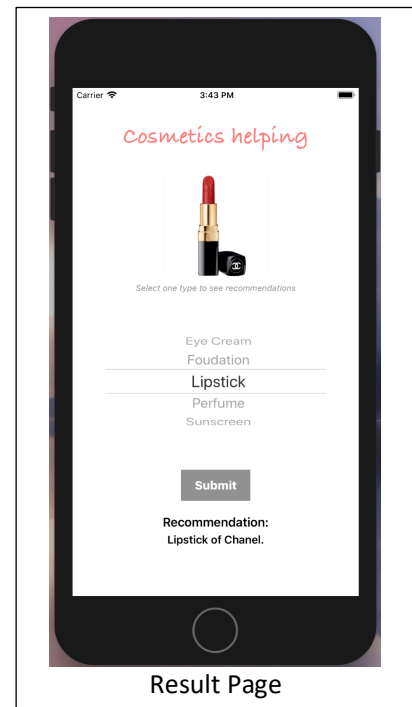 Carrier
3:43 PM
Cosmetics helping
Select one type to see recommendations
Eye Cream
Foudation
Lipstick
Perfume
Sunscreen
Submit
Recommendation:
Lipstick of Chanel.
Result Page